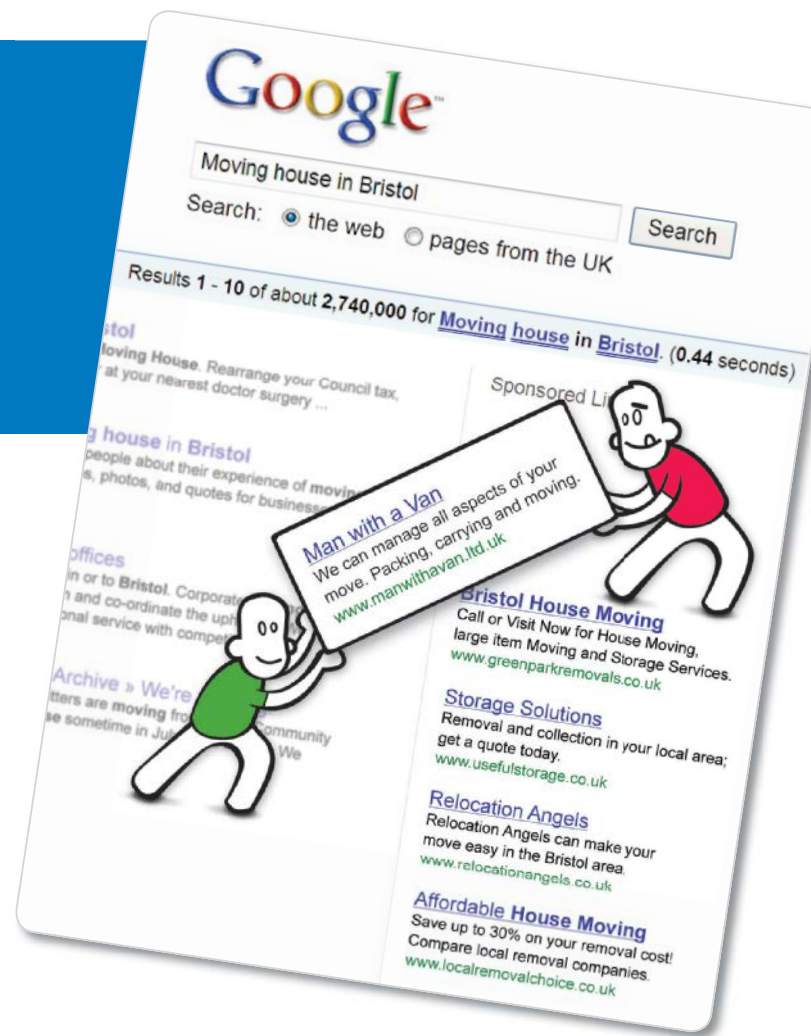 Google™
Moving house in Bristol
Search: the web pages from the UK
Search
Results 1 - 10 of about 2,740,000 for Moving house in Bristol. (0.44 seconds)
Moving House. Rearrange your Council tax,
at your nearest doctor surgery ...
house in Bristol
people about their experience of
photos, and quotes for
offices
in or to Bristol. Corporate
and co-ordinate the
service with
Archive » We're
are moving Community
sometime in We
Sponsored
Man with a Van
We can manage all aspects of your
move. Packing, carrying and moving.
www.manwithavan.ltd.uk
Bristol House Moving
Call or Visit Now for House Moving,
large item Moving and Storage Services.
www.greenparkremovals.co.uk
Storage Solutions
Removal and collection in your local area;
get a quote today.
www.usefulstorage.co.uk
Relocation Angels
Relocation Angels can make your
move easy in the Bristol area.
www.relocationangels.co.uk
Affordable House Moving
Save up to 30% on your removal cost!
Compare local removal companies.
www.localremovalchoice.co.uk